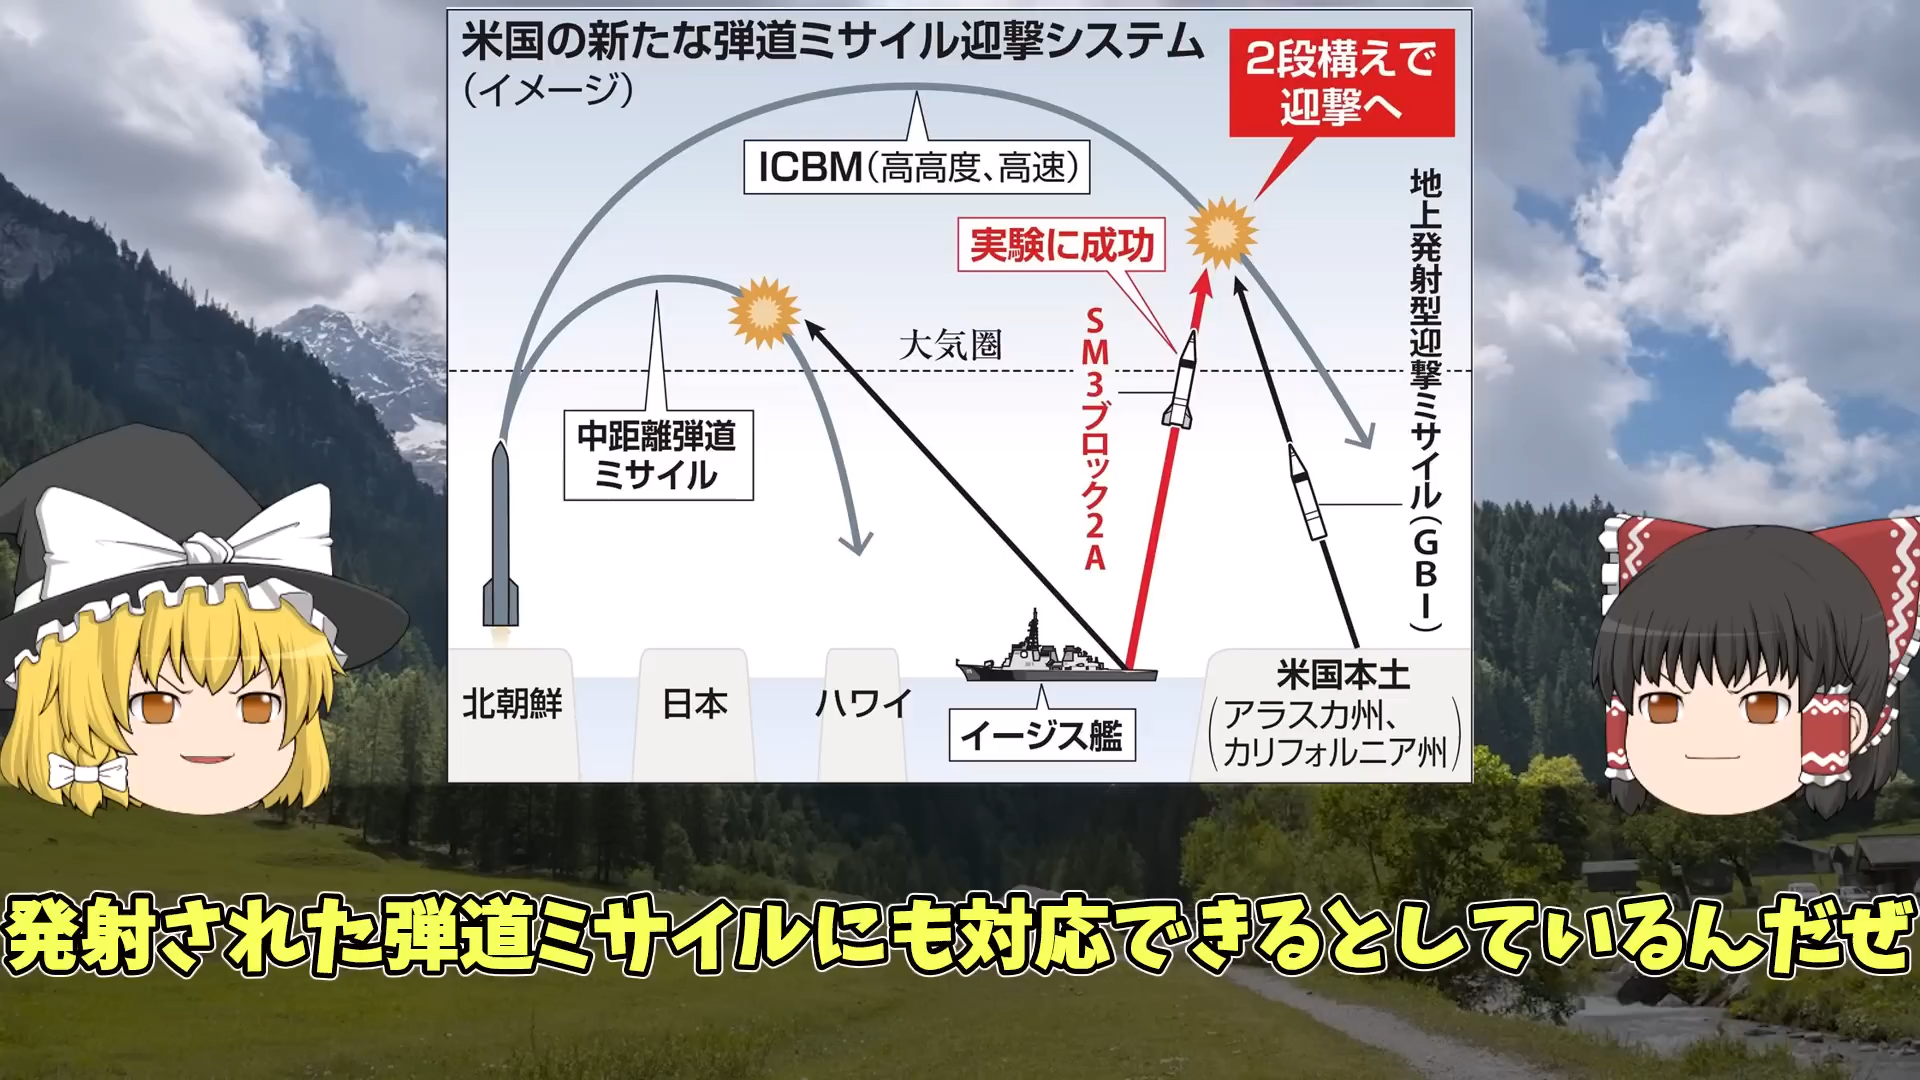 米国の新たな弾道ミサイル迎撃システム
(イメージ)
2段構えで
迎撃へ
ICBM(高高度、高速)
実験に成功
地上発射型迎撃ミサイル(GBI)
SM3ブロック2A
大気圏
中距離弾道
ミサイル
北朝鮮
日本
ハワイ
イージス艦
米国本土
(アラスカ州、
カリフォルニア州)
発射された弾道ミサイルにも対応できるとしているんだぜ